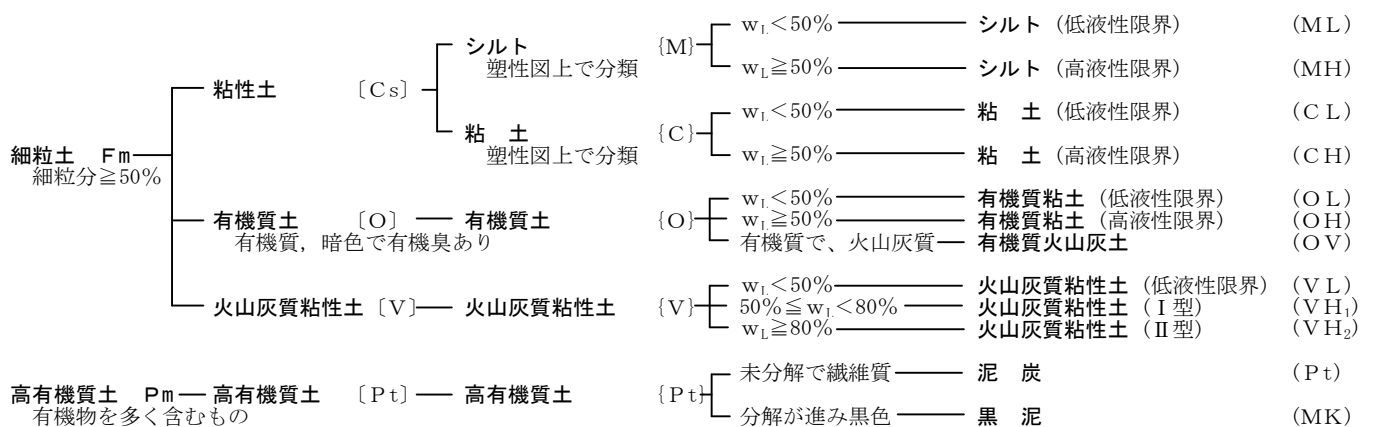 細粒土 Fm
細粒分≧50%
粘性土 〔Cs〕
シルト {M}
塑性図上で分類
wL<50% シルト (低液性限界) (ML)
wL≧50% シルト (高液性限界) (MH)
粘 土 {C}
塑性図上で分類
wL<50% 粘 土 (低液性限界) (CL)
wL≧50% 粘 土 (高液性限界) (CH)
有機質土 〔O〕 有機質土 {O}
有機質，暗色で有機臭あり
wL<50% 有機質粘土 (低液性限界) (OL)
wL≧50% 有機質粘土 (高液性限界) (OH)
有機質で、火山灰質 有機質火山灰土 (OV)
火山灰質粘性土 〔V〕 火山灰質粘性土 {V}
wL<50% 火山灰質粘性土 (低液性限界) (VL)
50%≦wL<80% 火山灰質粘性土 (Ⅰ型) (VH1)
wL≧80% 火山灰質粘性土 (Ⅱ型) (VH2)
高有機質土 Pm 高有機質土 〔Pt〕 高有機質土 {Pt}
有機物を多く含むもの
未分解で繊維質 泥 炭 (Pt)
分解が進み黒色 黒 泥 (MK)